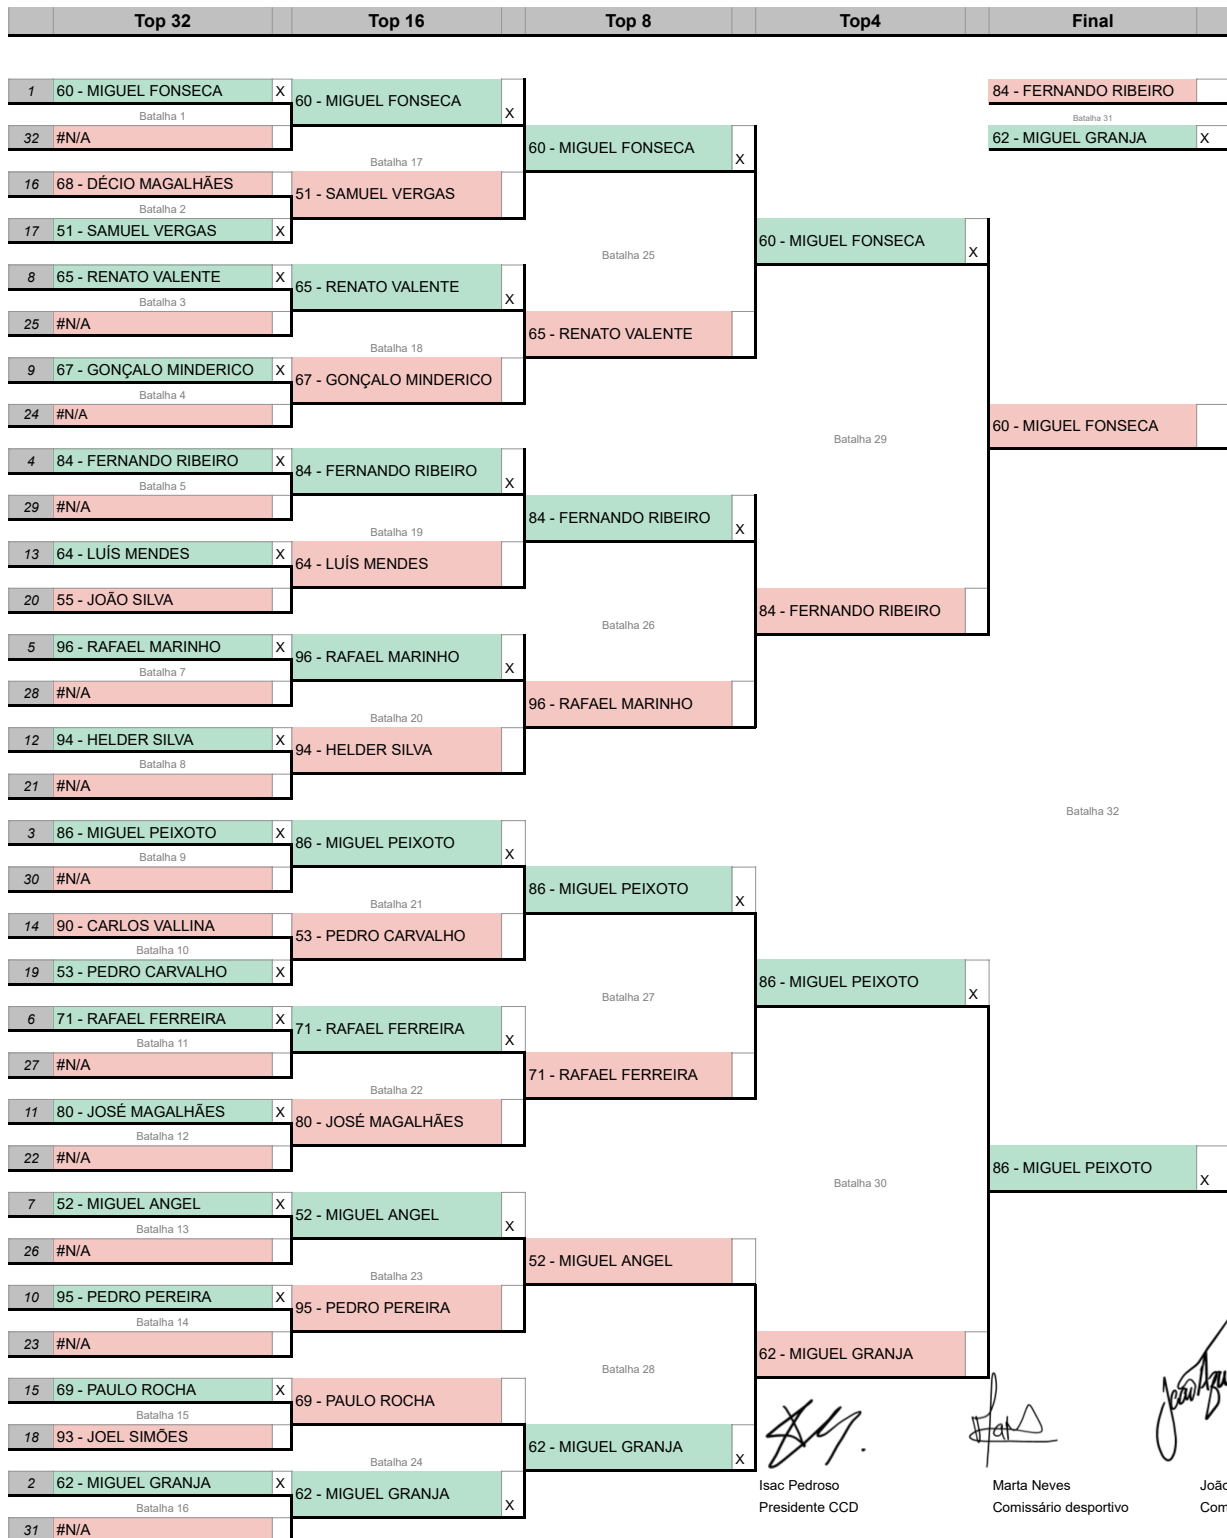 Top 32 Top 16 Top 8 Top4 Final
1 60 - MIGUEL FONSECA X
Batalha 1
32 #N/A
16 68 - DÉCIO MAGALHÃES
Batalha 2
17 51 - SAMUEL VERGAS X
8 65 - RENATO VALENTE X
Batalha 3
25 #N/A
9 67 - GONÇALO MINDERICO X
Batalha 4
24 #N/A
4 84 - FERNANDO RIBEIRO X
Batalha 5
29 #N/A
13 64 - LUÍS MENDES X
20 55 - JOÃO SILVA
5 96 - RAFAEL MARINHO X
Batalha 7
28 #N/A
12 94 - HELDER SILVA X
Batalha 8
21 #N/A
3 86 - MIGUEL PEIXOTO X
Batalha 9
30 #N/A
14 90 - CARLOS VALLINA
Batalha 10
19 53 - PEDRO CARVALHO X
6 71 - RAFAEL FERREIRA X
Batalha 11
27 #N/A
11 80 - JOSÉ MAGALHÃES X
Batalha 12
22 #N/A
7 52 - MIGUEL ANGEL X
Batalha 13
26 #N/A
10 95 - PEDRO PEREIRA X
Batalha 14
23 #N/A
15 69 - PAULO ROCHA X
Batalha 15
18 93 - JOEL SIMÕES
2 62 - MIGUEL GRANJA X
Batalha 16
31 #N/A
60 - MIGUEL FONSECA X
Batalha 17
51 - SAMUEL VERGAS
65 - RENATO VALENTE X
Batalha 18
67 - GONÇALO MINDERICO
84 - FERNANDO RIBEIRO X
Batalha 19
64 - LUÍS MENDES
96 - RAFAEL MARINHO X
Batalha 20
94 - HELDER SILVA
86 - MIGUEL PEIXOTO X
Batalha 21
53 - PEDRO CARVALHO
71 - RAFAEL FERREIRA X
Batalha 22
80 - JOSÉ MAGALHÃES
52 - MIGUEL ANGEL X
Batalha 23
95 - PEDRO PEREIRA
69 - PAULO ROCHA
Batalha 24
62 - MIGUEL GRANJA X
60 - MIGUEL FONSECA X
Batalha 25
65 - RENATO VALENTE
84 - FERNANDO RIBEIRO X
Batalha 26
96 - RAFAEL MARINHO
86 - MIGUEL PEIXOTO X
Batalha 27
71 - RAFAEL FERREIRA
52 - MIGUEL ANGEL
Batalha 28
62 - MIGUEL GRANJA X
60 - MIGUEL FONSECA X
Batalha 29
84 - FERNANDO RIBEIRO
86 - MIGUEL PEIXOTO X
Batalha 30
62 - MIGUEL GRANJA
84 - FERNANDO RIBEIRO
Batalha 31
62 - MIGUEL GRANJA X
60 - MIGUEL FONSECA
Batalha 32
86 - MIGUEL PEIXOTO X
Isac Pedroso
Presidente CCD
Marta Neves
Comissário desportivo
João
Com